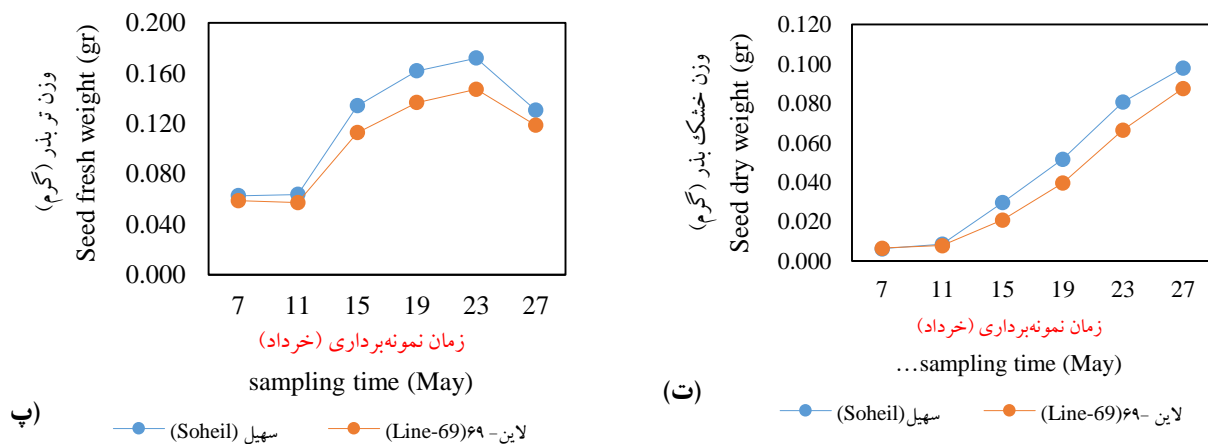 وزن تر بذر (گرم)
Seed fresh weight (gr)
0.200
0.160
0.120
0.080
0.040
0.000
7 11 15 19 23 27
زمان نمونه‌برداری (خرداد)
sampling time (May)
(پ
سهیل (Soheil)
لاین- ۶۹(Line-69)
وزن خشک بذر (گرم)
Seed dry weight (gr)
0.120
0.100
0.080
0.060
0.040
0.020
0.000
7 11 15 19 23 27
زمان نمونه‌برداری (خرداد)
…sampling time (May)
(ت)
سهیل(Soheil)
لاین -۶۹(Line-69)